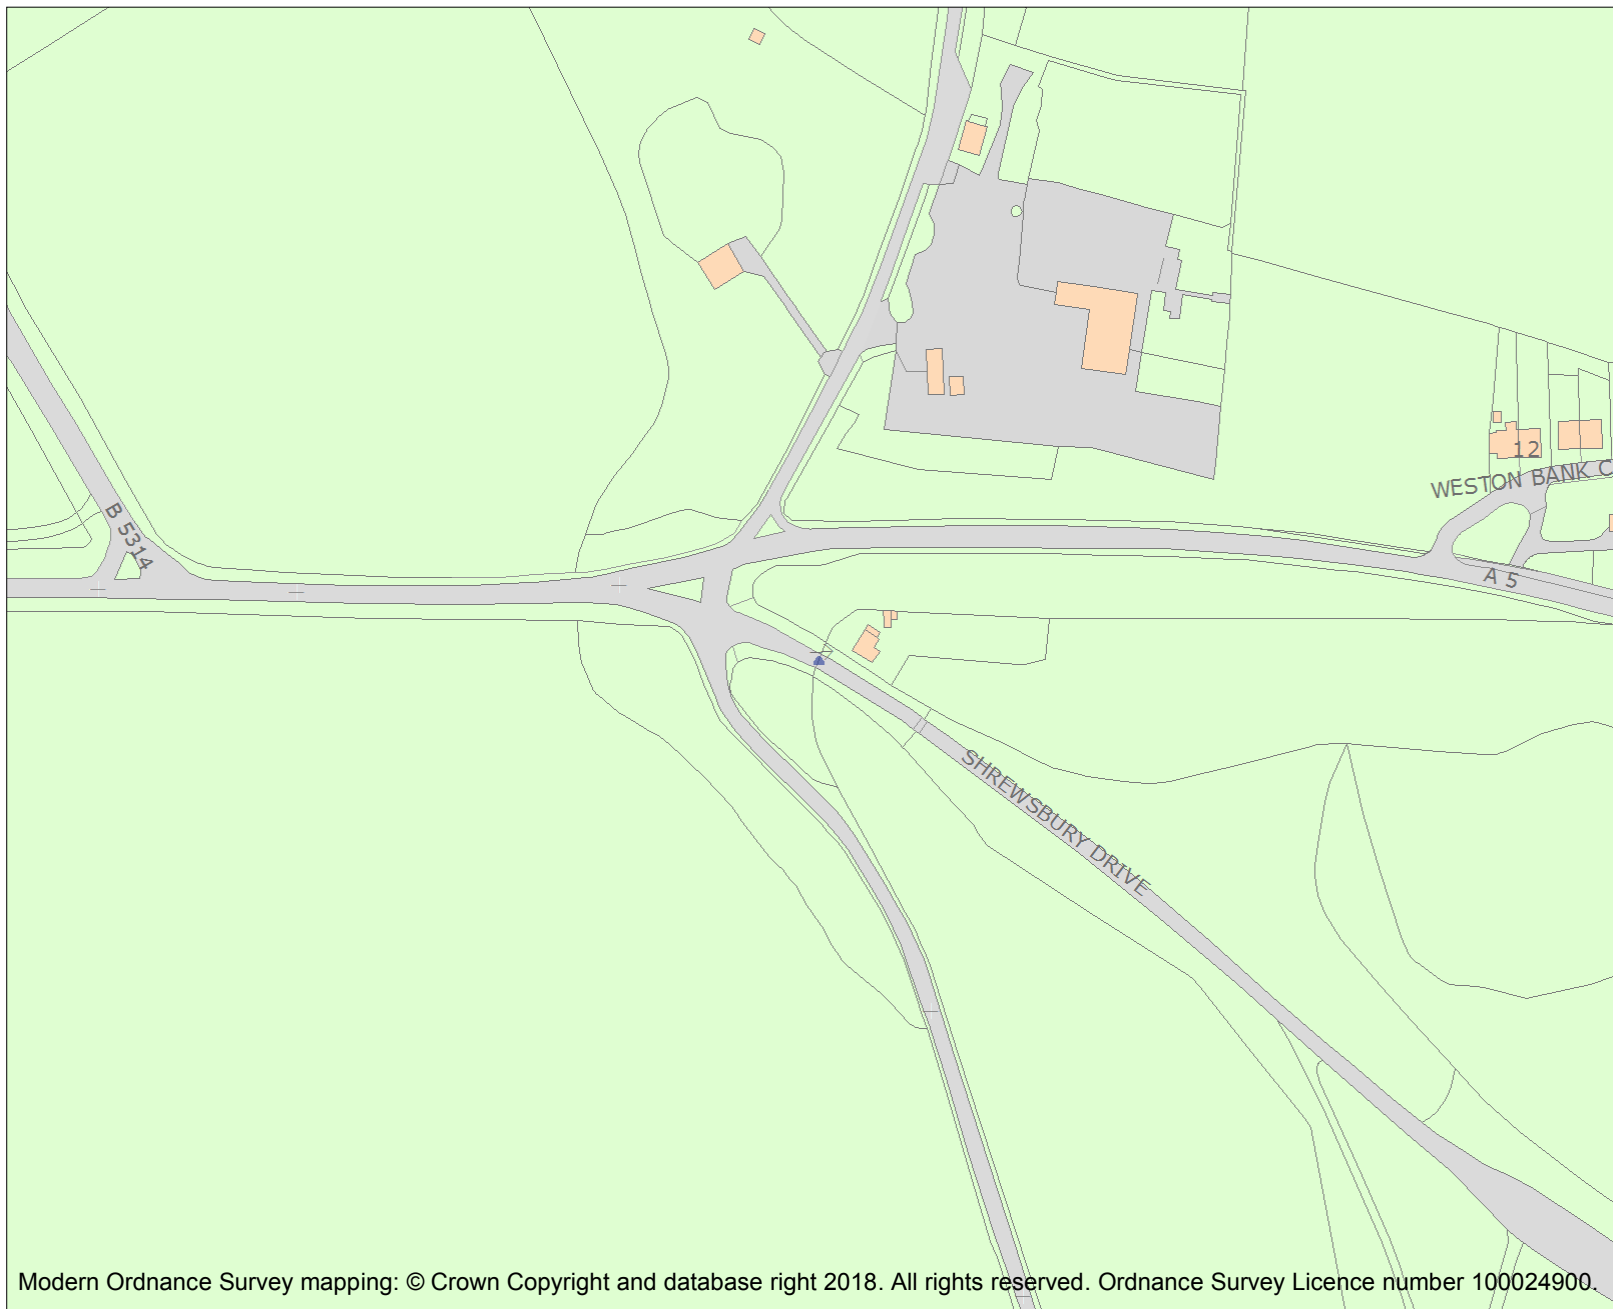 12
WESTON BANK C
B 5314
A 5
SHREWSBURY DRIVE
Modern Ordnance Survey mapping: © Crown Copyright and database right 2018. All rights reserved. Ordnance Survey Licence number 100024900.